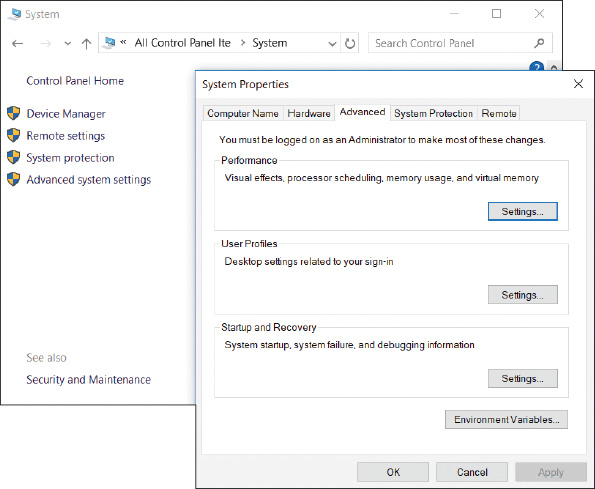 System
« All Control Panel Ite > System
Search Control Panel
?
Control Panel Home
Device Manager
Remote settings
System protection
Advanced system settings
See also
Security and Maintenance
System Properties
Computer Name Hardware Advanced System Protection Remote
You must be logged on as an Administrator to make most of these changes.
Performance
Visual effects, processor scheduling, memory usage, and virtual memory
Settings...
User Profiles
Desktop settings related to your sign-in
Settings...
Startup and Recovery
System startup, system failure, and debugging information
Settings...
Environment Variables...
OK Cancel Apply